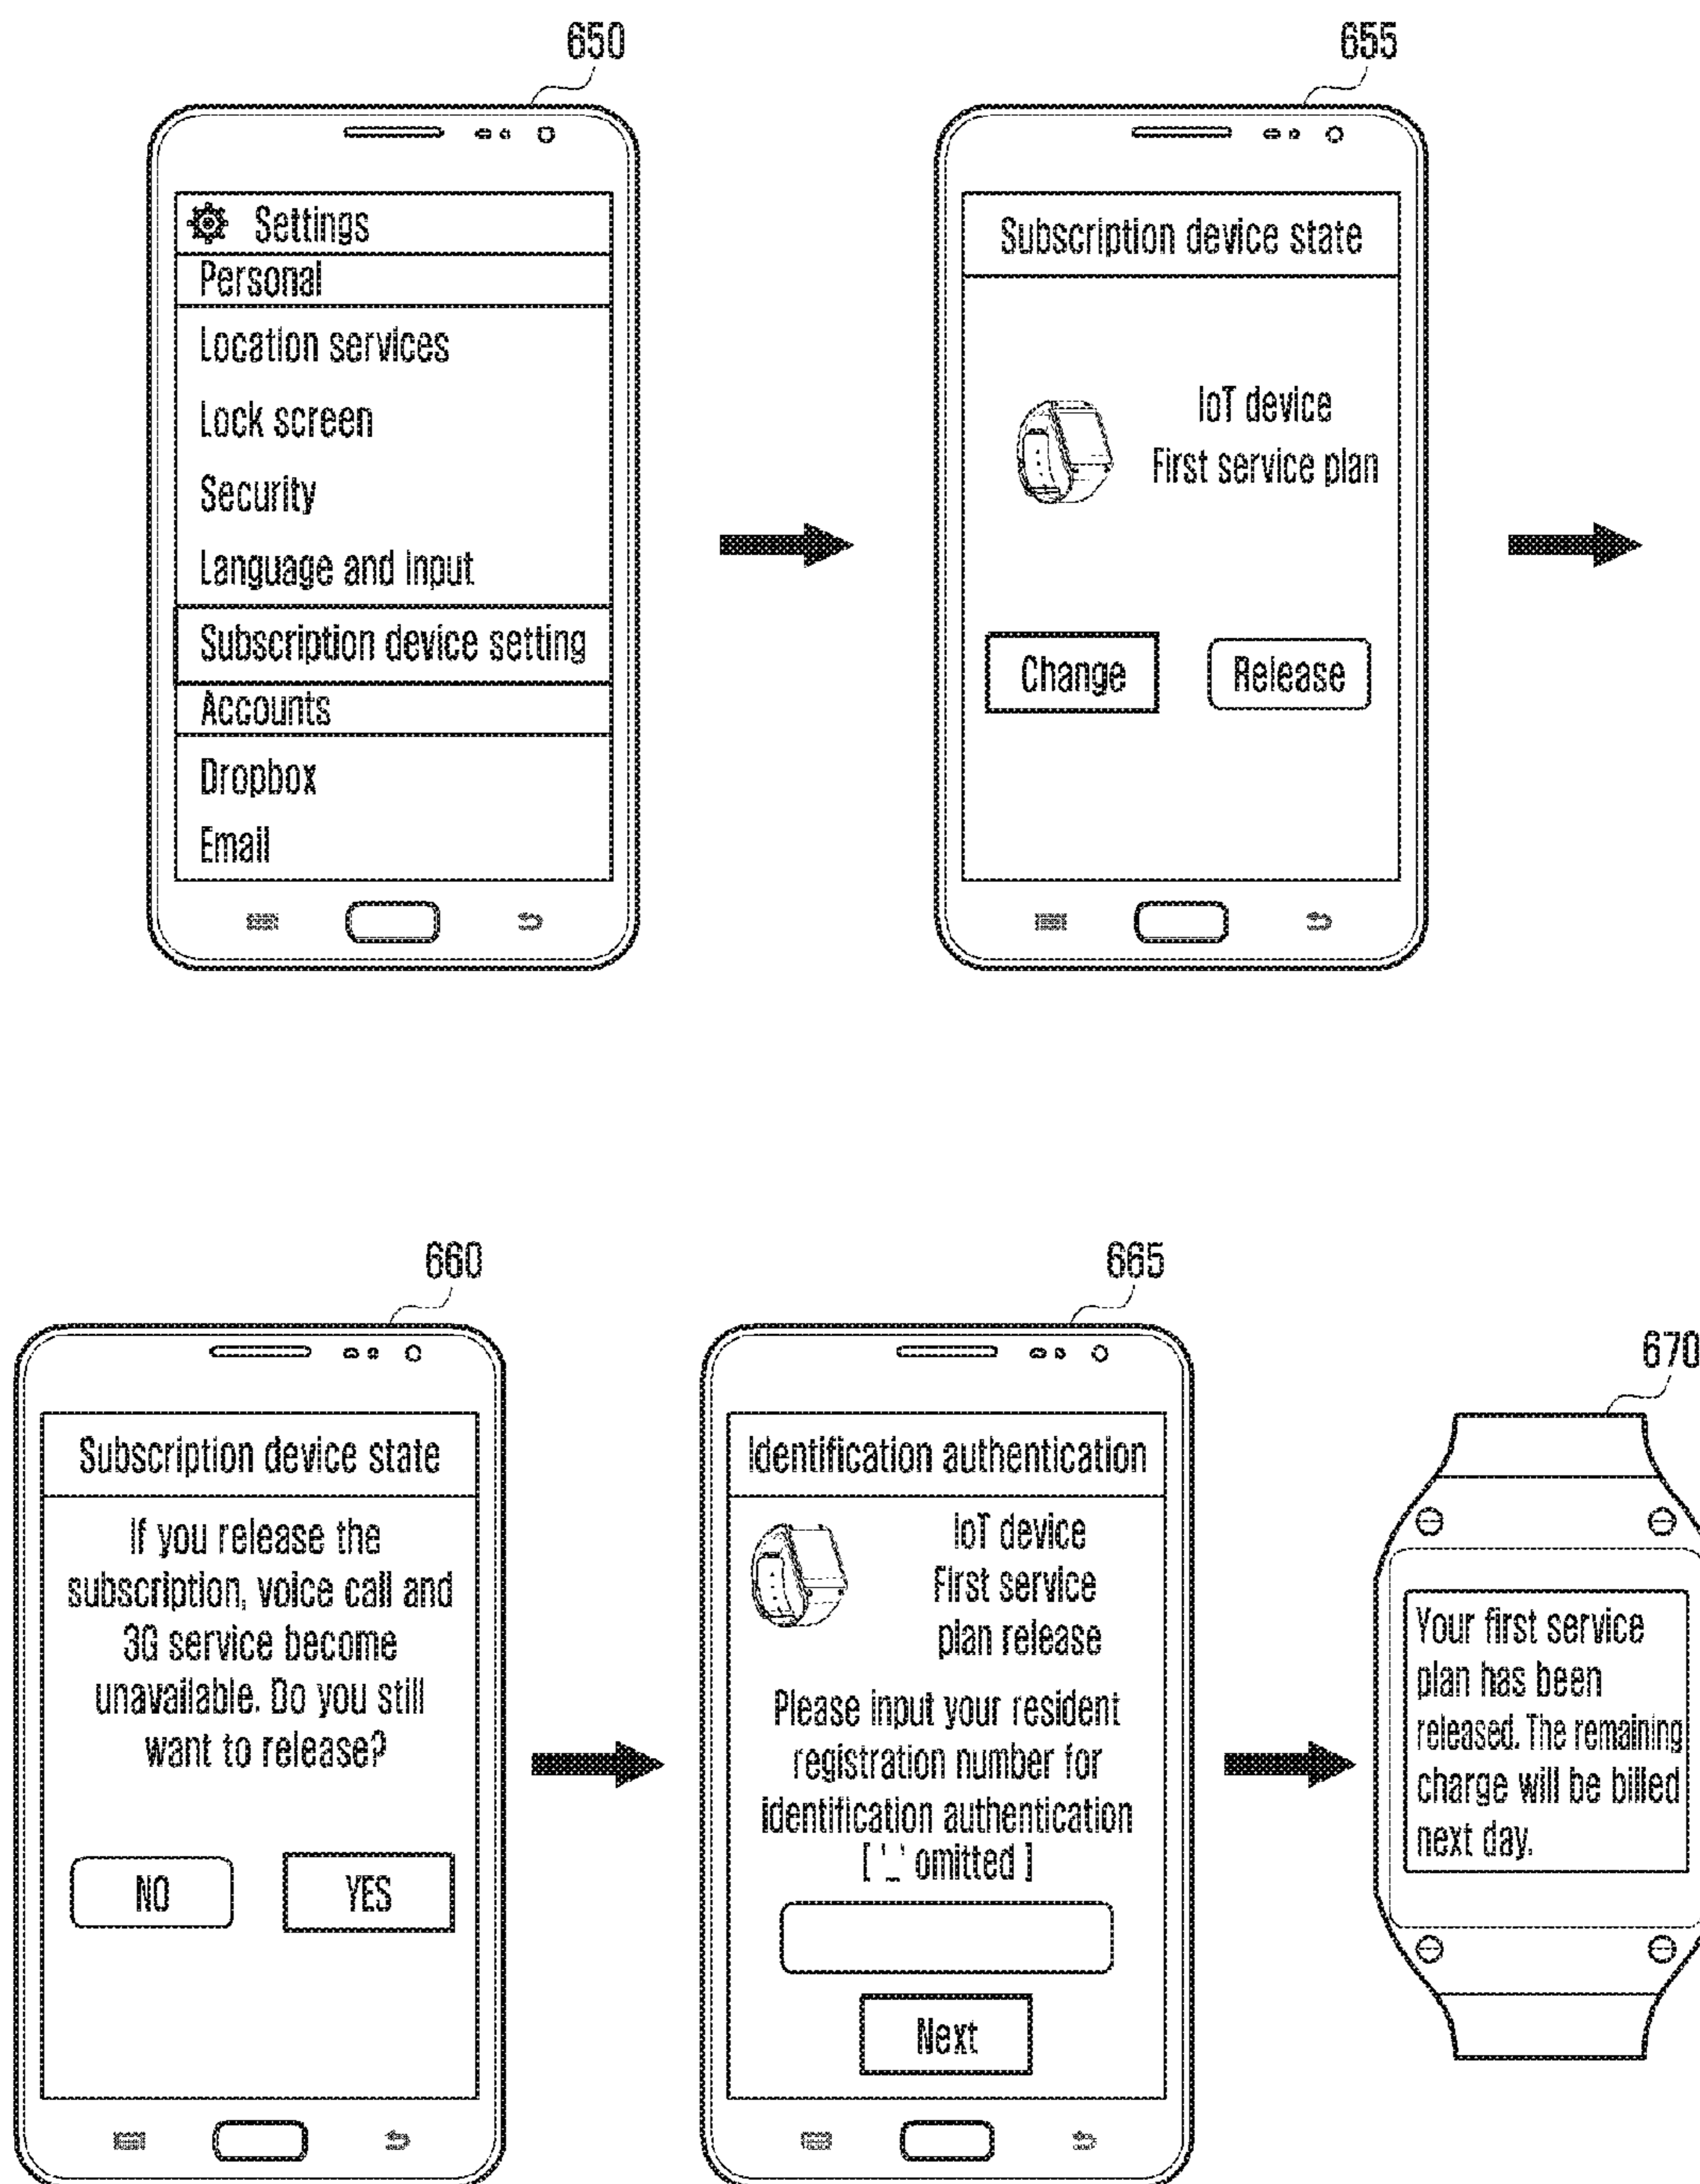 650
Settings
Personal
Location services
Lock screen
Security
Language and input
Subscription device setting
Accounts
Dropbox
Email
655
Subscription device state
IoT device
First service plan
Change
Release
660
Subscription device state
If you release the
subscription, voice call and
3G service become
unavailable. Do you still
want to release?
NO
YES
665
Identification authentication
IoT device
First service
plan release
Please input your resident
registration number for
identification authentication
[ '_' omitted ]
Next
670
Your first service
plan has been
released. The remaining
charge will be billed
next day.